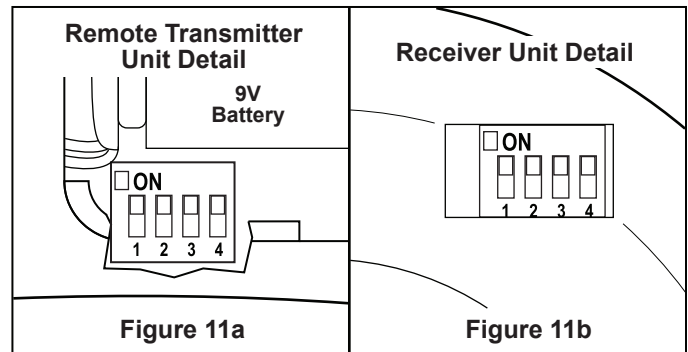 Remote Transmitter
Unit Detail
9V
Battery
ON
1 2 3 4
Figure 11a
Receiver Unit Detail
ON
1 2 3 4
Figure 11b